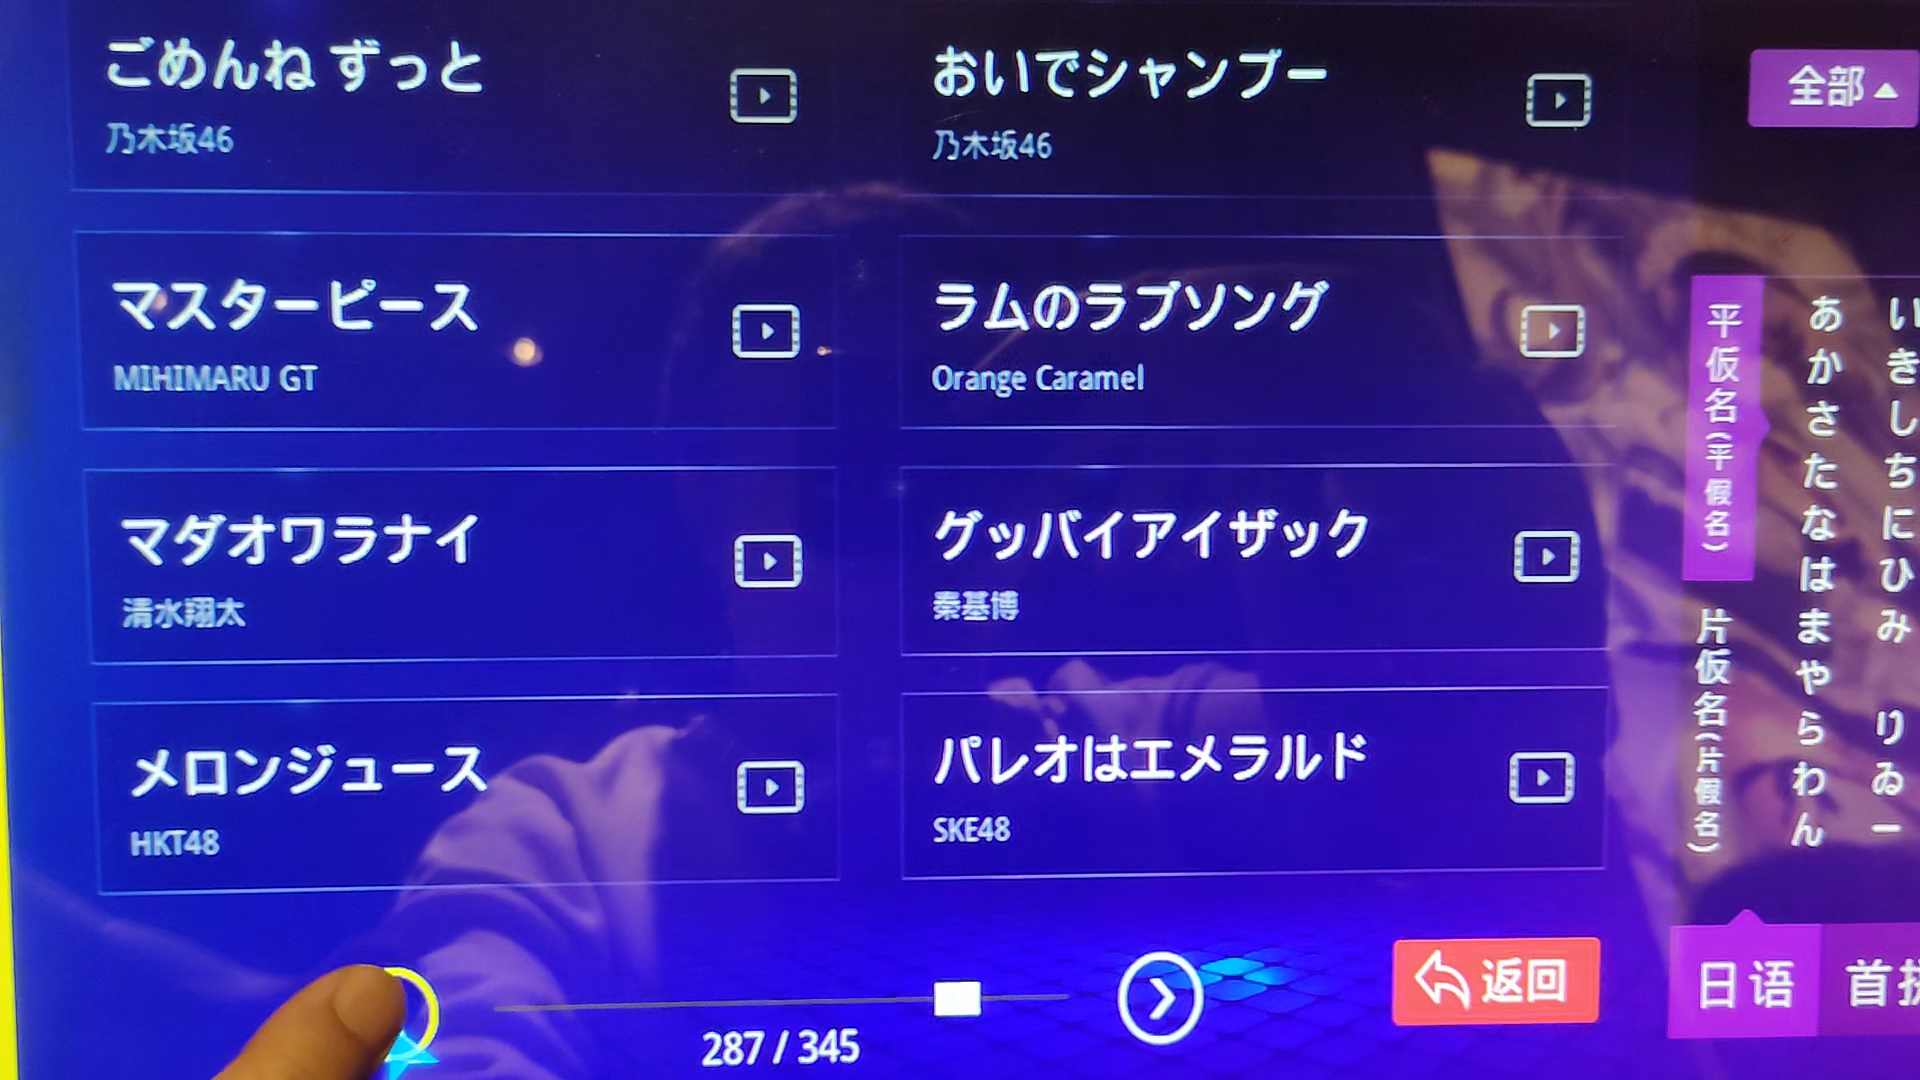 ごめんね ずっと
乃木坂46
おいでシャンプー
乃木坂46
マスターピース
MIHIMARU GT
ラムのラブソング
Orange Caramel
マダオワラナイ
清水翔太
グッバイアイザック
秦基博
メロンジュース
HKT48
パレオはエメラルド
SKE48
287 / 345
返回
全部
平仮名(平假名)
片仮名(片假名)
あかさたなはまやらわん
いきしちにひみ りゐー
日语
首拼